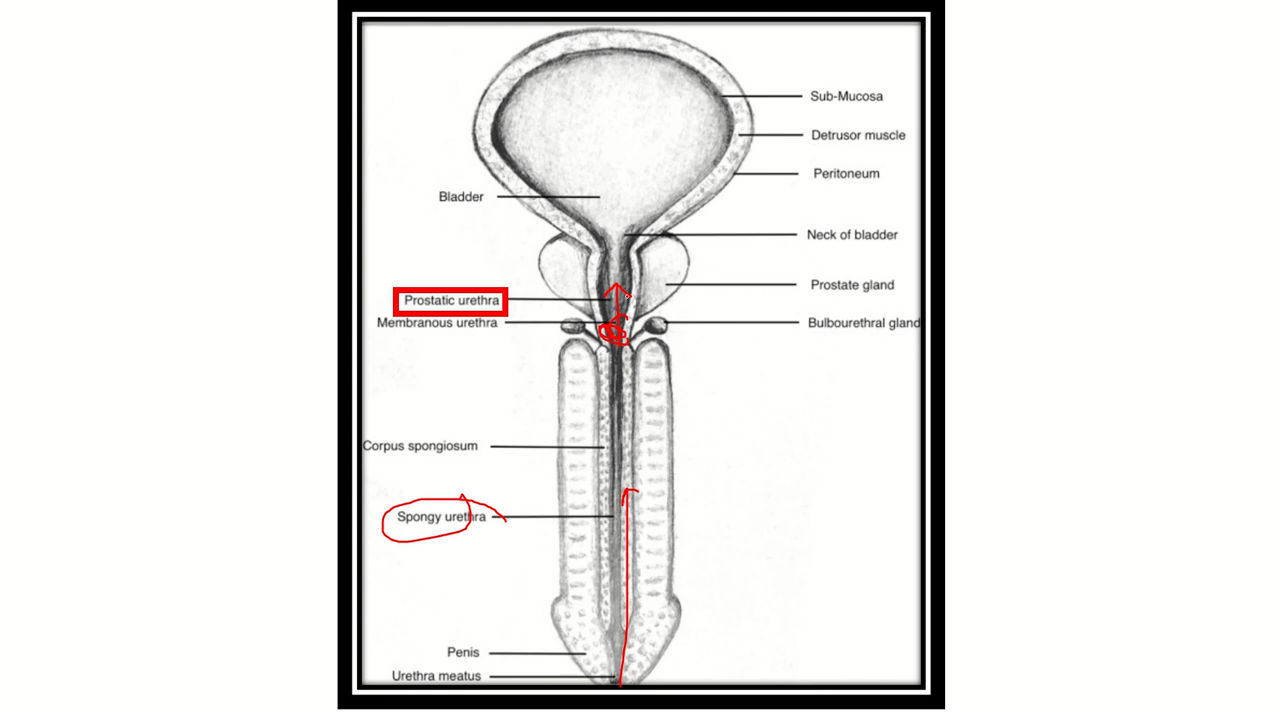 Sub-Mucosa
Detrusor muscle
Peritoneum
Bladder
Neck of bladder
Prostate gland
Prostatic urethra
Membranous urethra
Bulbourethral gland
Corpus spongiosum
Spongy urethra
Penis
Urethra meatus